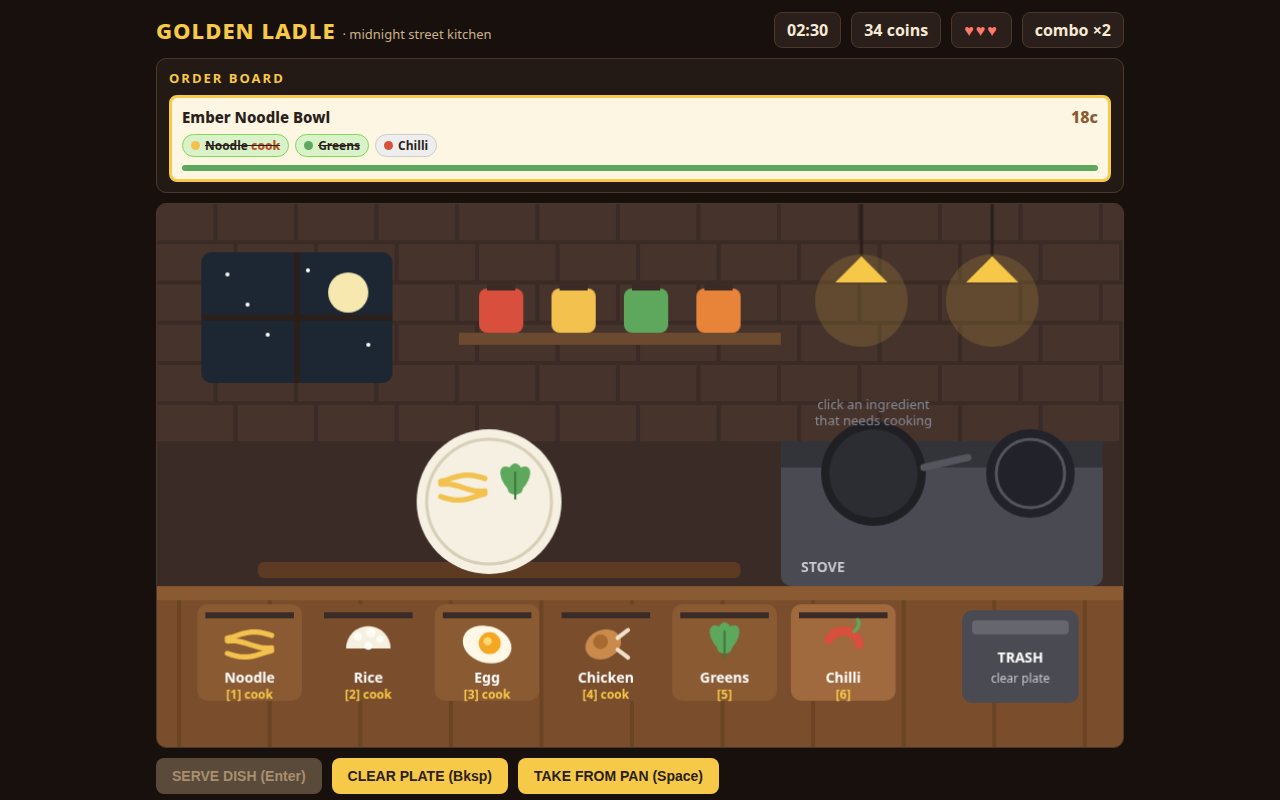 GOLDEN LADLE · midnight street kitchen
02:30
34 coins
♥♥♥
combo ×2
ORDER BOARD
Ember Noodle Bowl
18c
Noodle cook
Greens
Chilli
click an ingredient
that needs cooking
STOVE
Noodle
[1] cook
Rice
[2] cook
Egg
[3] cook
Chicken
[4] cook
Greens
[5]
Chilli
[6]
TRASH
clear plate
SERVE DISH (Enter)
CLEAR PLATE (Bksp)
TAKE FROM PAN (Space)